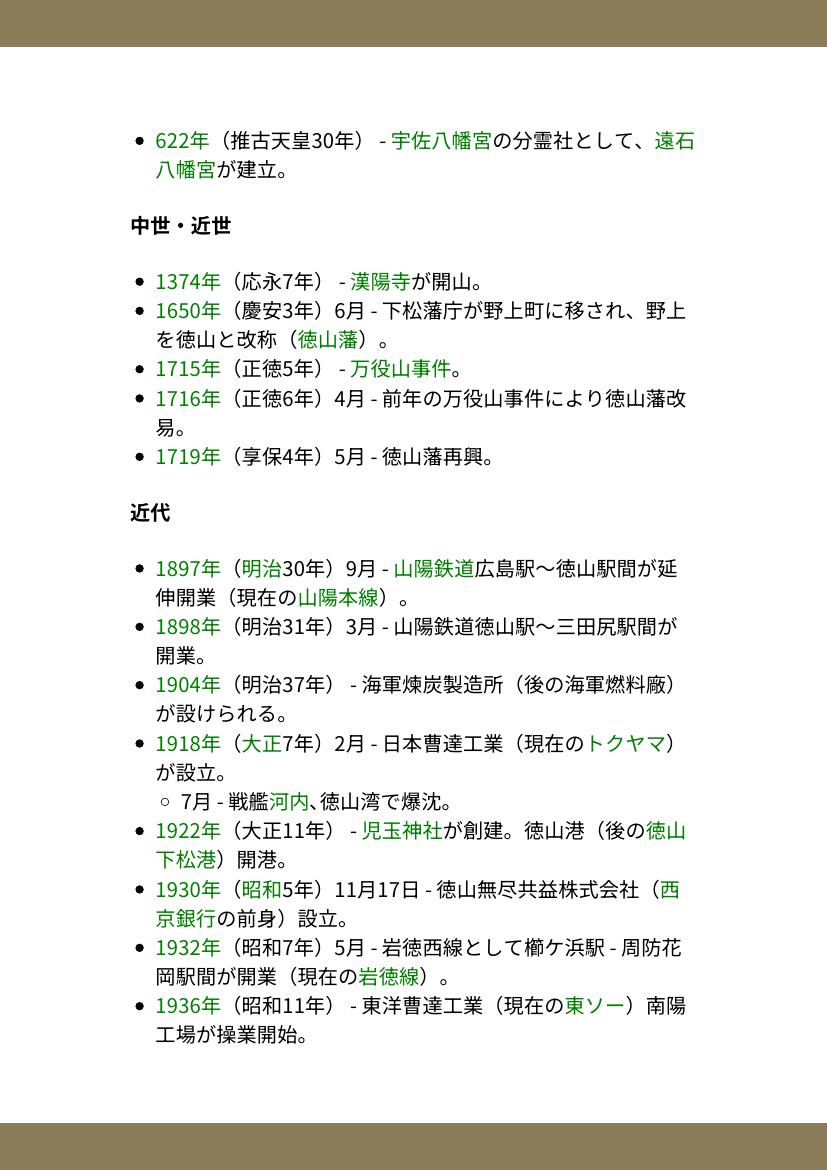 622年（推古天皇30年） - 宇佐八幡宮の分霊社として、遠石
八幡宮が建立。
中世・近世
1374年（応永7年） - 漢陽寺が開山。
1650年（慶安3年）6月 - 下松藩庁が野上町に移され、野上
を徳山と改称（徳山藩）。
1715年（正徳5年） - 万役山事件。
1716年（正徳6年）4月 - 前年の万役山事件により徳山藩改
易。
1719年（享保4年）5月 - 徳山藩再興。
近代
1897年（明治30年）9月 - 山陽鉄道広島駅〜徳山駅間が延
伸開業（現在の山陽本線）。
1898年（明治31年）3月 - 山陽鉄道徳山駅〜三田尻駅間が
開業。
1904年（明治37年） - 海軍煉炭製造所（後の海軍燃料廠）
が設けられる。
1918年（大正7年）2月 - 日本曹達工業（現在のトクヤマ）
が設立。
7月 - 戦艦河内、徳山湾で爆沈。
1922年（大正11年） - 児玉神社が創建。徳山港（後の徳山
下松港）開港。
1930年（昭和5年）11月17日 - 徳山無尽共益株式会社（西
京銀行の前身）設立。
1932年（昭和7年）5月 - 岩徳西線として櫛ケ浜駅 - 周防花
岡駅間が開業（現在の岩徳線）。
1936年（昭和11年） - 東洋曹達工業（現在の東ソー）南陽
工場が操業開始。